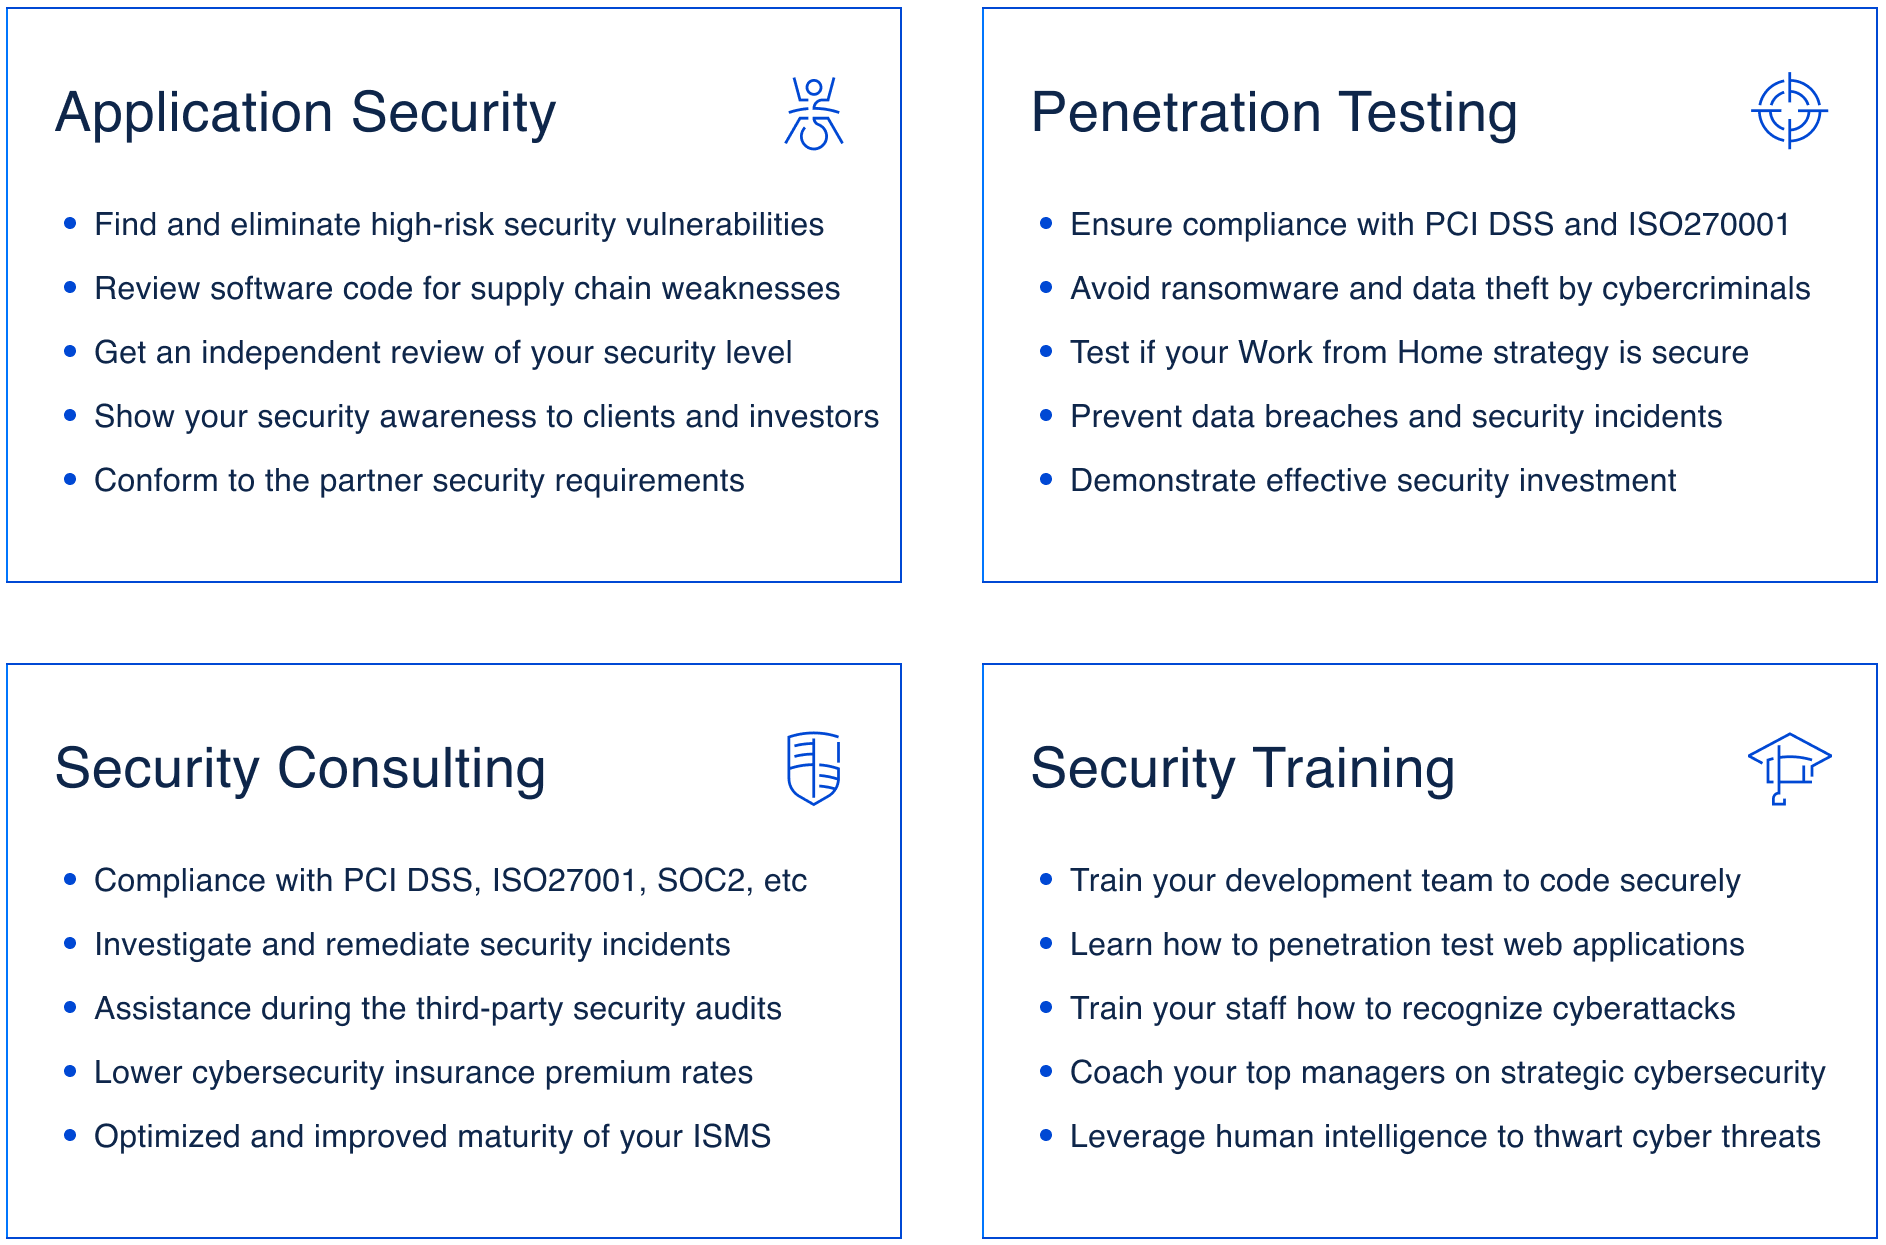 Application Security
Find and eliminate high-risk security vulnerabilities
Review software code for supply chain weaknesses
Get an independent review of your security level
Show your security awareness to clients and investors
Conform to the partner security requirements
Penetration Testing
Ensure compliance with PCI DSS and ISO270001
Avoid ransomware and data theft by cybercriminals
Test if your Work from Home strategy is secure
Prevent data breaches and security incidents
Demonstrate effective security investment
Security Consulting
Compliance with PCI DSS, ISO27001, SOC2, etc
Investigate and remediate security incidents
Assistance during the third-party security audits
Lower cybersecurity insurance premium rates
Optimized and improved maturity of your ISMS
Security Training
Train your development team to code securely
Learn how to penetration test web applications
Train your staff how to recognize cyberattacks
Coach your top managers on strategic cybersecurity
Leverage human intelligence to thwart cyber threats